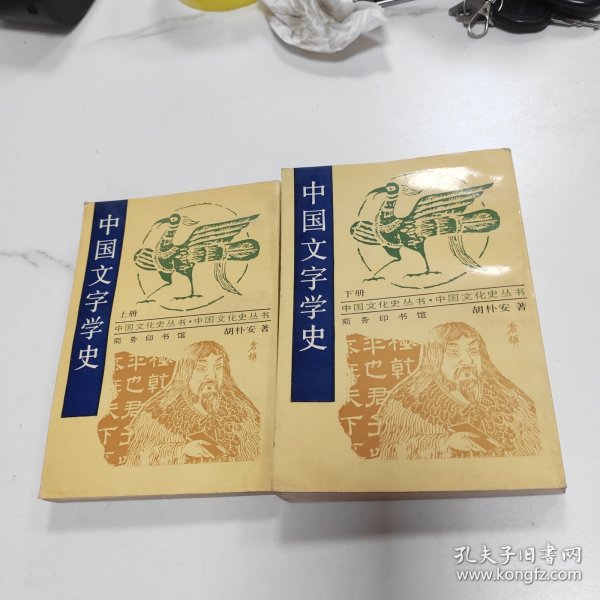 中国文字学史
上册
中国文化史丛书·中国文化史丛书
商务印书馆
胡朴安 著
中国文字学史
下册
中国文化史丛书·中国文化史丛书
商务印书馆
胡朴安 著
孔夫子旧书网
www.kongfz.com